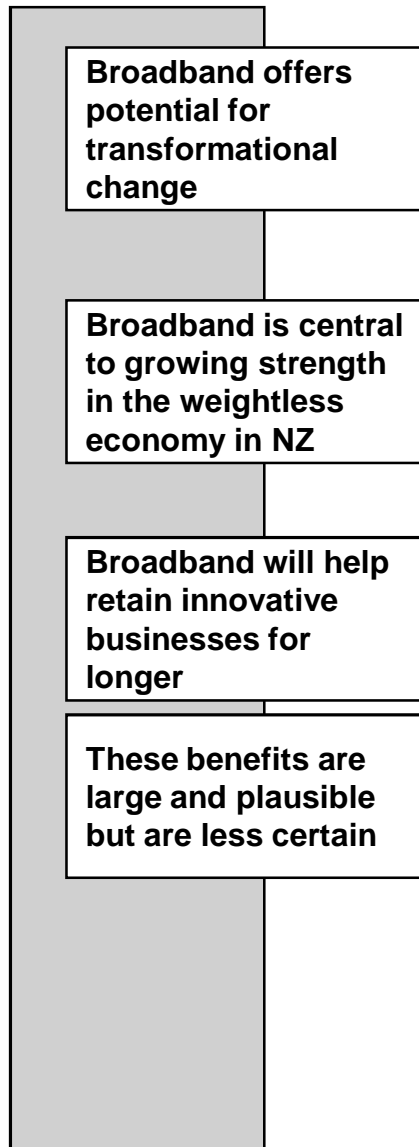 Broadband offers
potential for
transformational
change
Broadband is central
to growing strength
in the weightless
economy in NZ
Broadband will help
retain innovative
businesses for
longer
These benefits are
large and plausible
but are less certain